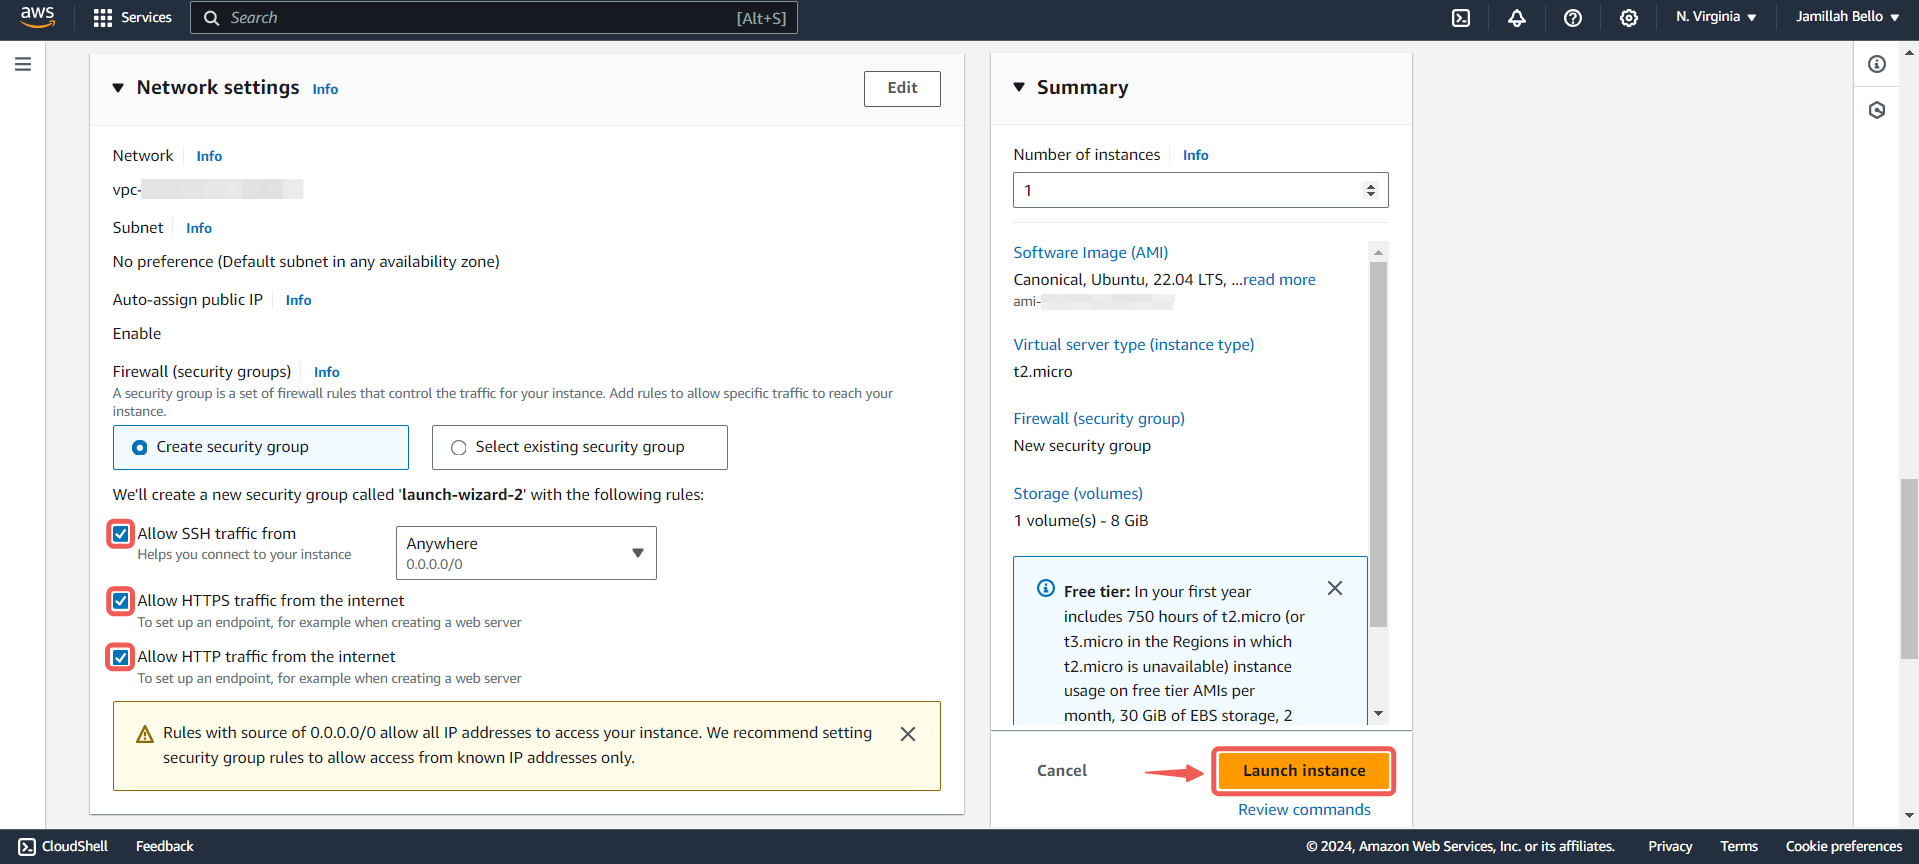 aws
Services
Search
[Alt+S]
N. Virginia
Jamillah Bello
Network settings Info
Edit
Network Info
vpc-
Subnet Info
No preference (Default subnet in any availability zone)
Auto-assign public IP Info
Enable
Firewall (security groups) Info
A security group is a set of firewall rules that control the traffic for your instance. Add rules to allow specific traffic to reach your
instance.
Create security group
Select existing security group
We'll create a new security group called 'launch-wizard-2' with the following rules:
Allow SSH traffic from
Helps you connect to your instance
Anywhere
0.0.0.0/0
Allow HTTPS traffic from the internet
To set up an endpoint, for example when creating a web server
Allow HTTP traffic from the internet
To set up an endpoint, for example when creating a web server
Rules with source of 0.0.0.0/0 allow all IP addresses to access your instance. We recommend setting
security group rules to allow access from known IP addresses only.
Summary
Number of instances Info
1
Software Image (AMI)
Canonical, Ubuntu, 22.04 LTS, ...read more
ami-
Virtual server type (instance type)
t2.micro
Firewall (security group)
New security group
Storage (volumes)
1 volume(s) - 8 GiB
Free tier: In your first year
includes 750 hours of t2.micro (or
t3.micro in the Regions in which
t2.micro is unavailable) instance
usage on free tier AMIs per
month, 30 GiB of EBS storage, 2
Cancel
Launch instance
Review commands
CloudShell
Feedback
© 2024, Amazon Web Services, Inc. or its affiliates.
Privacy
Terms
Cookie preferences